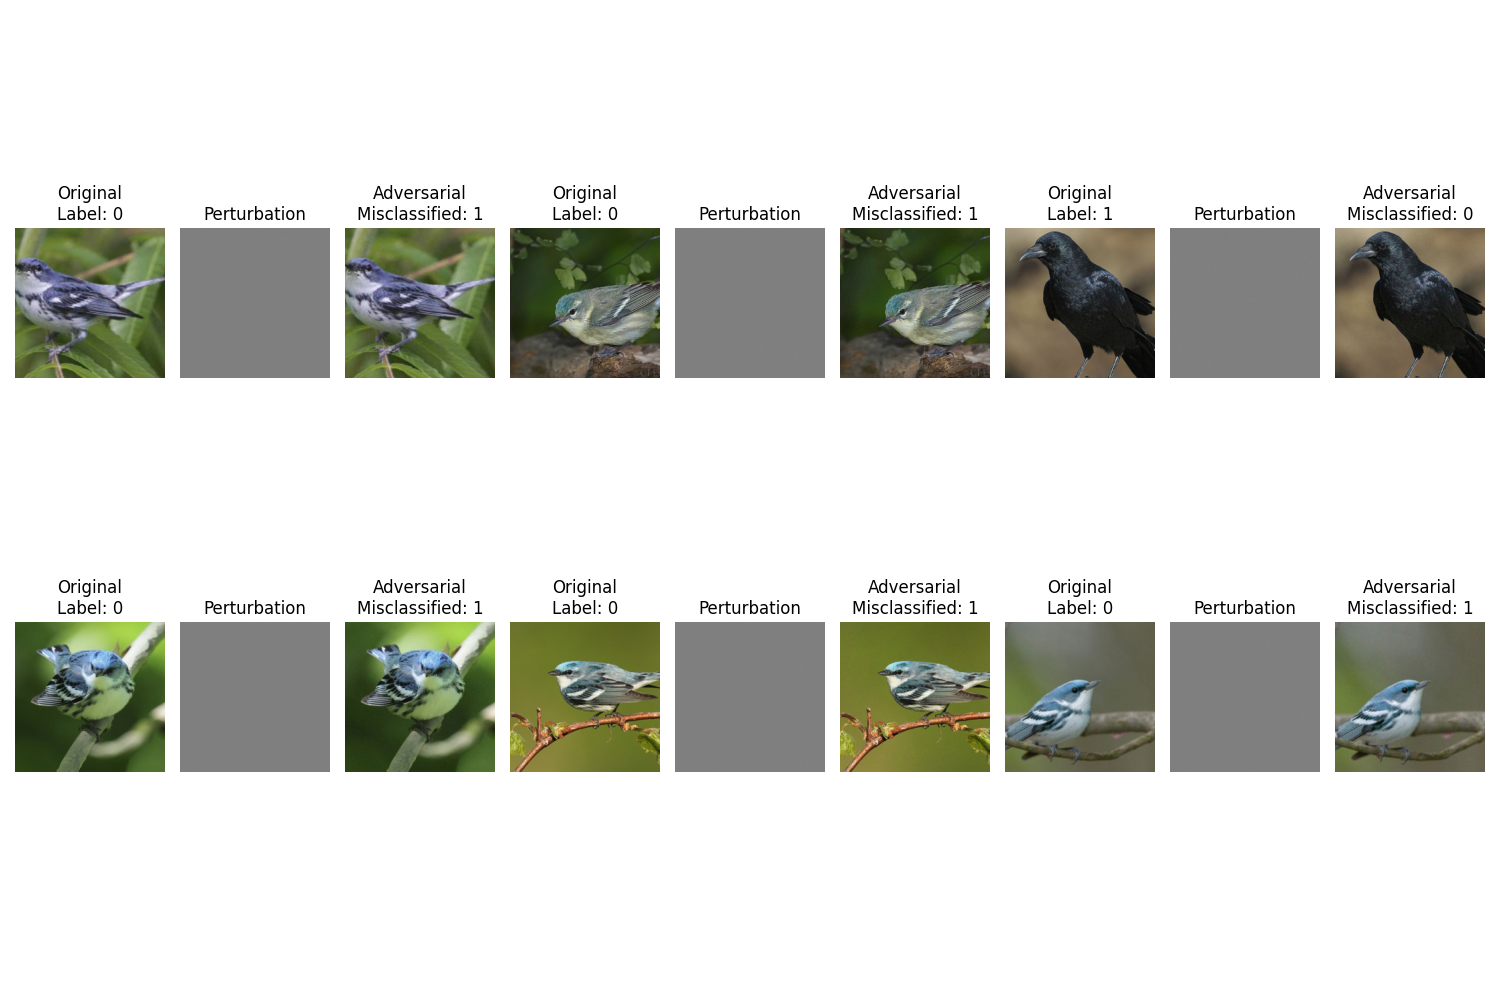 Original
Label: 0
Perturbation
Adversarial
Misclassified: 1
Original
Label: 0
Perturbation
Adversarial
Misclassified: 1
Original
Label: 1
Perturbation
Adversarial
Misclassified: 0
Original
Label: 0
Perturbation
Adversarial
Misclassified: 1
Original
Label: 0
Perturbation
Adversarial
Misclassified: 1
Original
Label: 0
Perturbation
Adversarial
Misclassified: 1